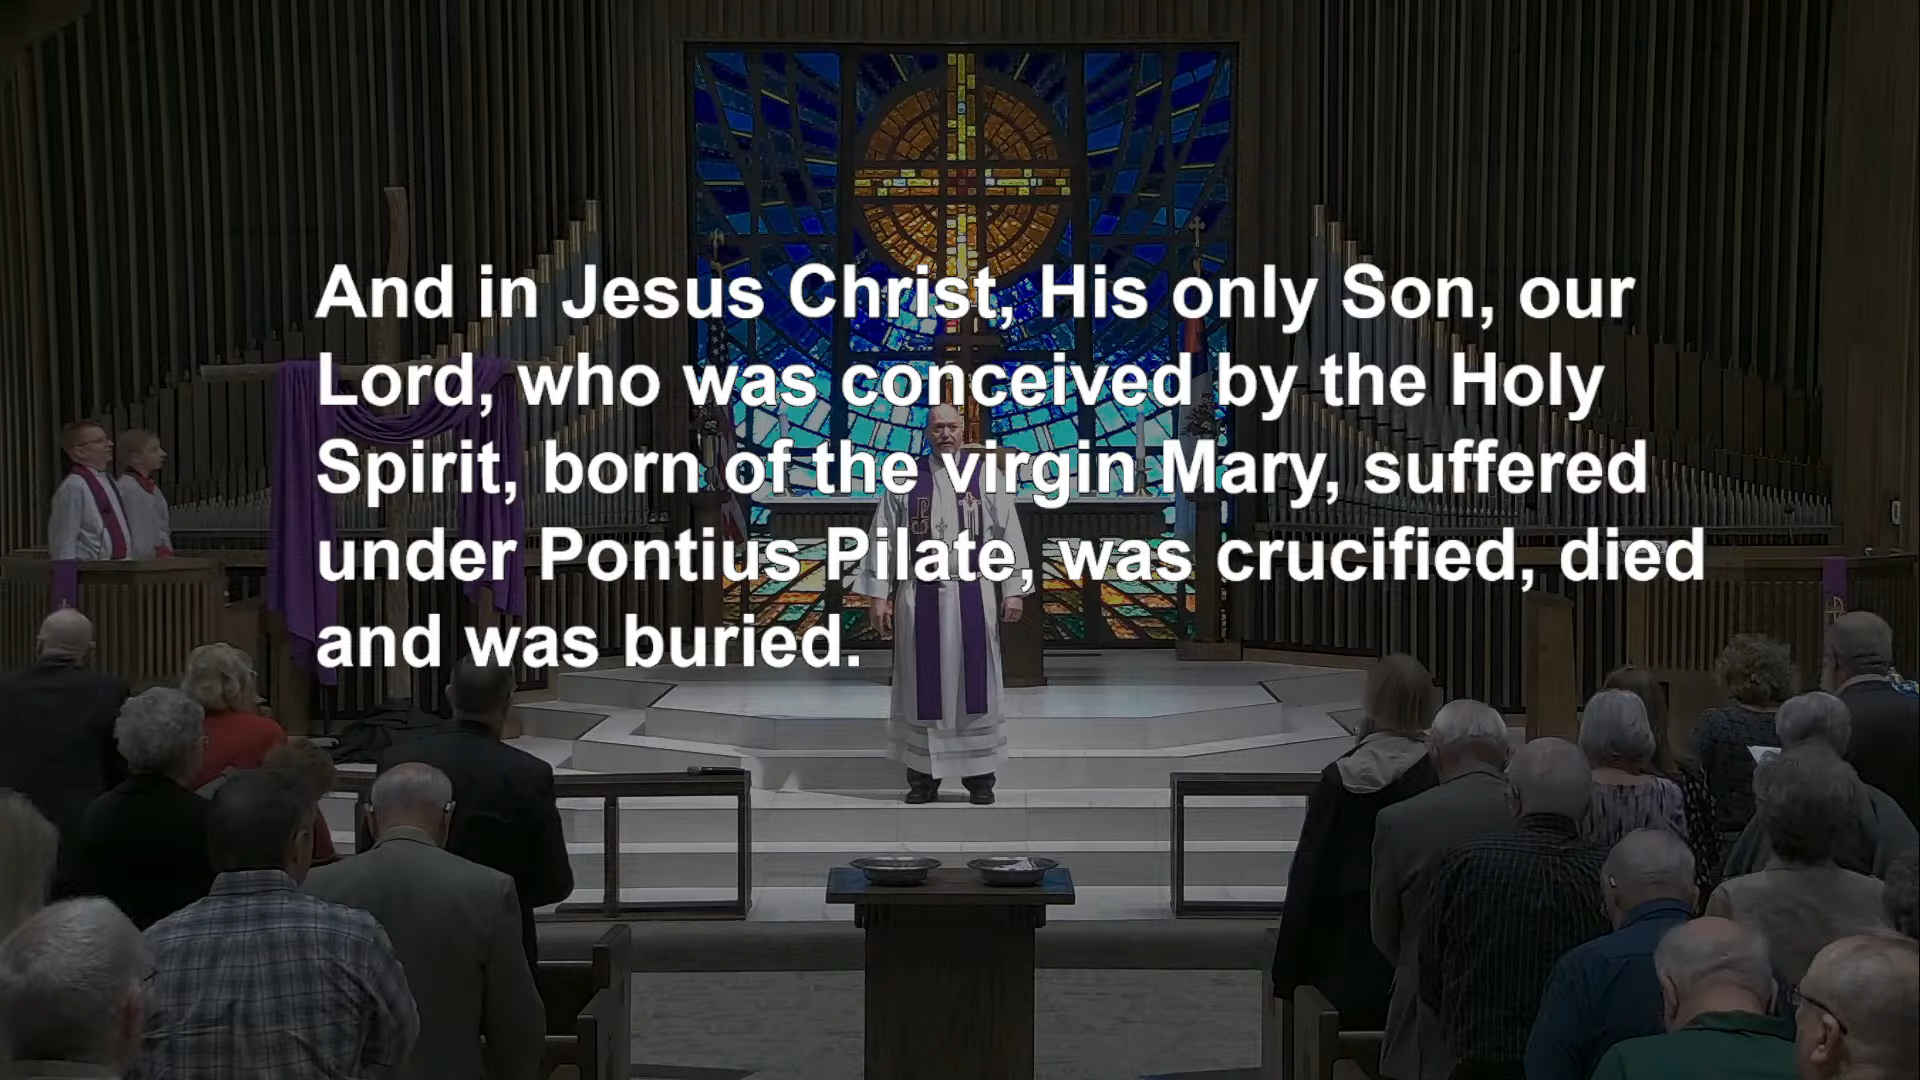 And in Jesus Christ, His only Son, our
Lord, who was conceived by the Holy
Spirit, born of the virgin Mary, suffered
under Pontius Pilate, was crucified, died
and was buried.